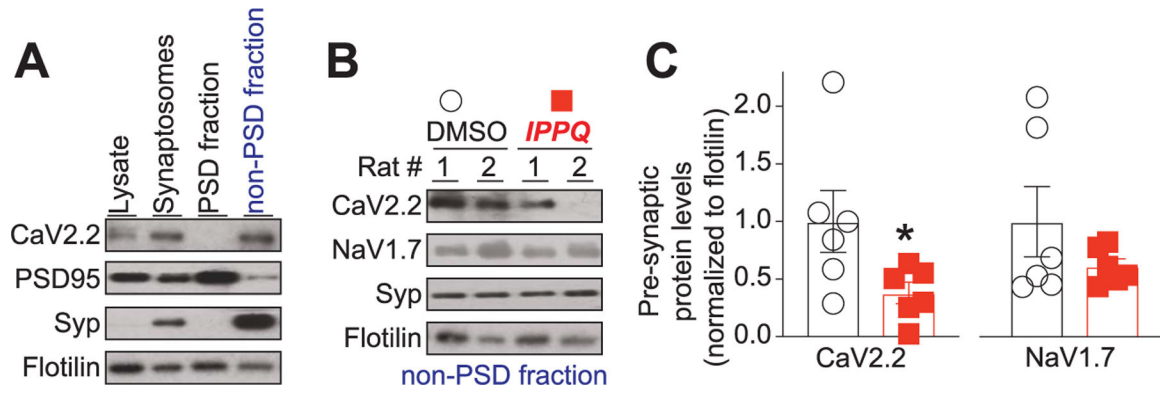 A
Lysate
Synaptosomes
PSD fraction
non-PSD fraction
CaV2.2
PSD95
Syp
Flotilin
B
DMSO IPPQ
Rat # 1 2 1 2
CaV2.2
NaV1.7
Syp
Flotilin
non-PSD fraction
C
Pre-synaptic
protein levels
(normalized to flotilin)
2.0
1.5
1.0
0.5
0.0
*
CaV2.2 NaV1.7